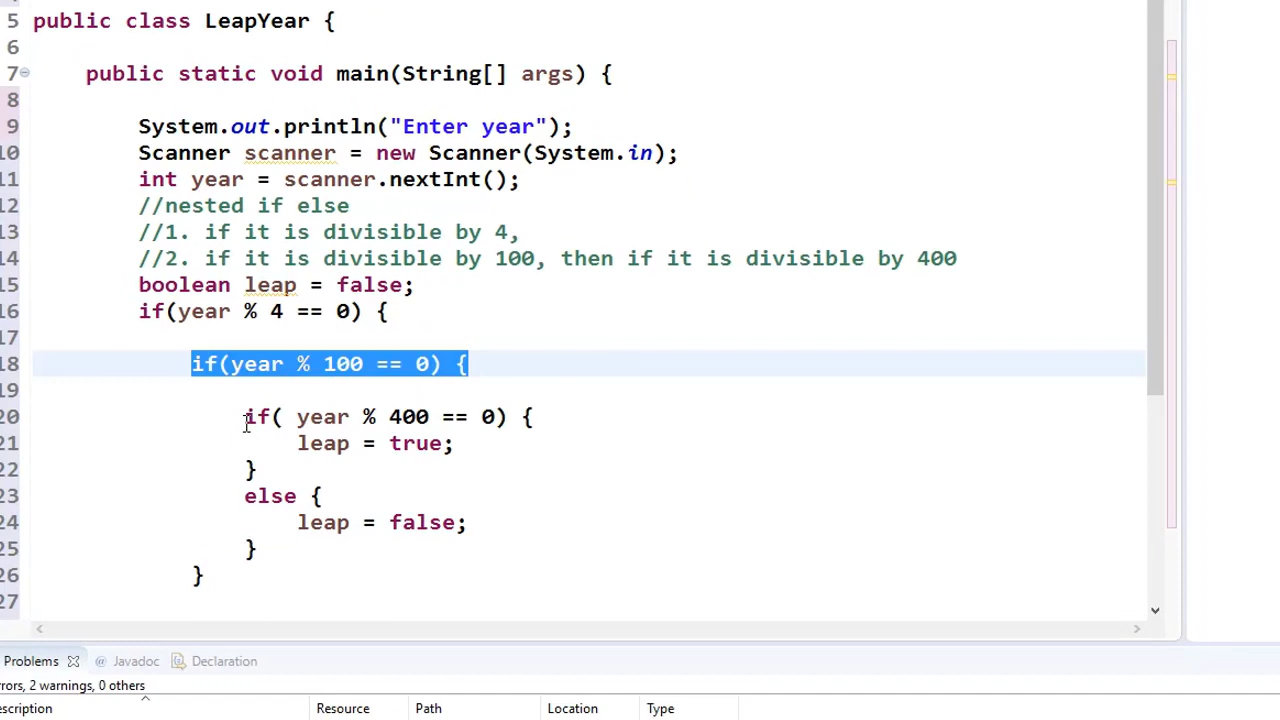 5 public class LeapYear {
6
7 public static void main(String[] args) {
8
9 System.out.println("Enter year");
10 Scanner scanner = new Scanner(System.in);
11 int year = scanner.nextInt();
12 //nested if else
13 //1. if it is divisible by 4,
14 //2. if it is divisible by 100, then if it is divisible by 400
15 boolean leap = false;
16 if(year % 4 == 0) {
17
18 if(year % 100 == 0) {
19
20 if( year % 400 == 0) {
21 leap = true;
22 }
23 else {
24 leap = false;
25 }
26 }
27
Problems @ Javadoc Declaration
rrors, 2 warnings, 0 others
escription Resource Path Location Type